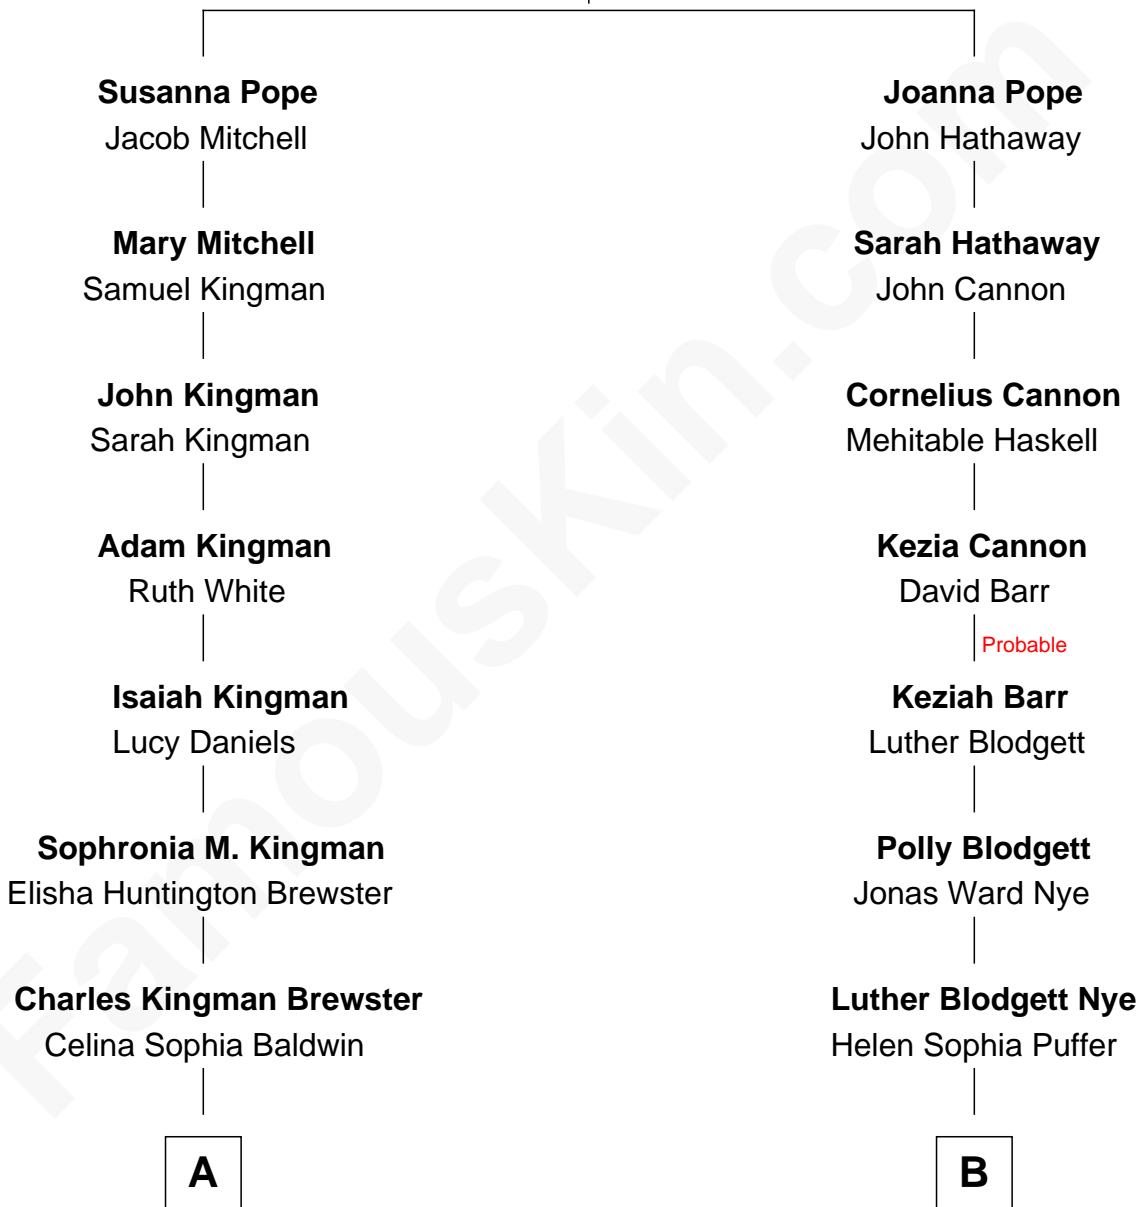 Susanna Pope
Jacob Mitchell
Joanna Pope
John Hathaway
Mary Mitchell
Samuel Kingman
Sarah Hathaway
John Cannon
John Kingman
Sarah Kingman
Cornelius Cannon
Mehitable Haskell
Adam Kingman
Ruth White
Kezia Cannon
David Barr
Probable
Isaiah Kingman
Lucy Daniels
Keziah Barr
Luther Blodgett
Sophronia M. Kingman
Elisha Huntington Brewster
Polly Blodgett
Jonas Ward Nye
Charles Kingman Brewster
Celina Sophia Baldwin
Luther Blodgett Nye
Helen Sophia Puffer
A
B
FamousKin.com